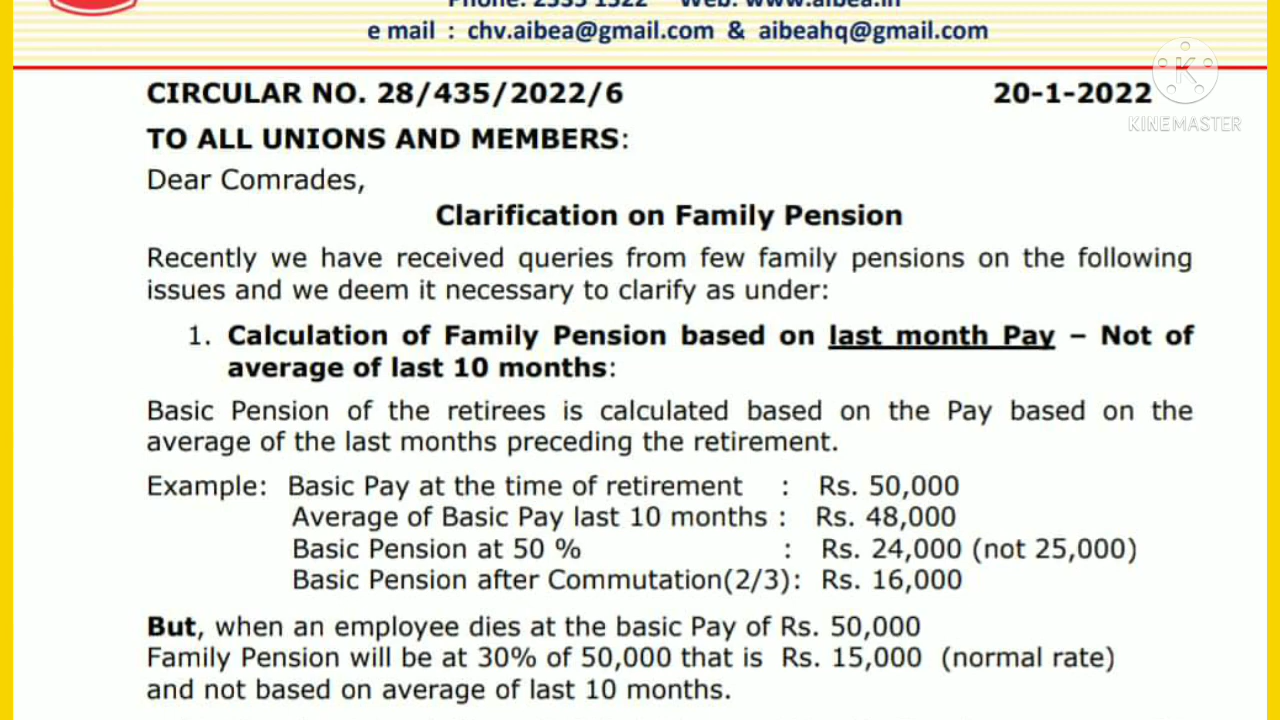 Phone: 2535 1522 Web: www.aibea.in
e mail : chv.aibea@gmail.com & aibeahq@gmail.com
CIRCULAR NO. 28/435/2022/6 20-1-2022
KINEMASTER
TO ALL UNIONS AND MEMBERS:
Dear Comrades,
Clarification on Family Pension
Recently we have received queries from few family pensions on the following
issues and we deem it necessary to clarify as under:
1. Calculation of Family Pension based on last month Pay – Not of
average of last 10 months:
Basic Pension of the retirees is calculated based on the Pay based on the
average of the last months preceding the retirement.
Example: Basic Pay at the time of retirement : Rs. 50,000
Average of Basic Pay last 10 months : Rs. 48,000
Basic Pension at 50 % : Rs. 24,000 (not 25,000)
Basic Pension after Commutation(2/3): Rs. 16,000
But, when an employee dies at the basic Pay of Rs. 50,000
Family Pension will be at 30% of 50,000 that is Rs. 15,000 (normal rate)
and not based on average of last 10 months.